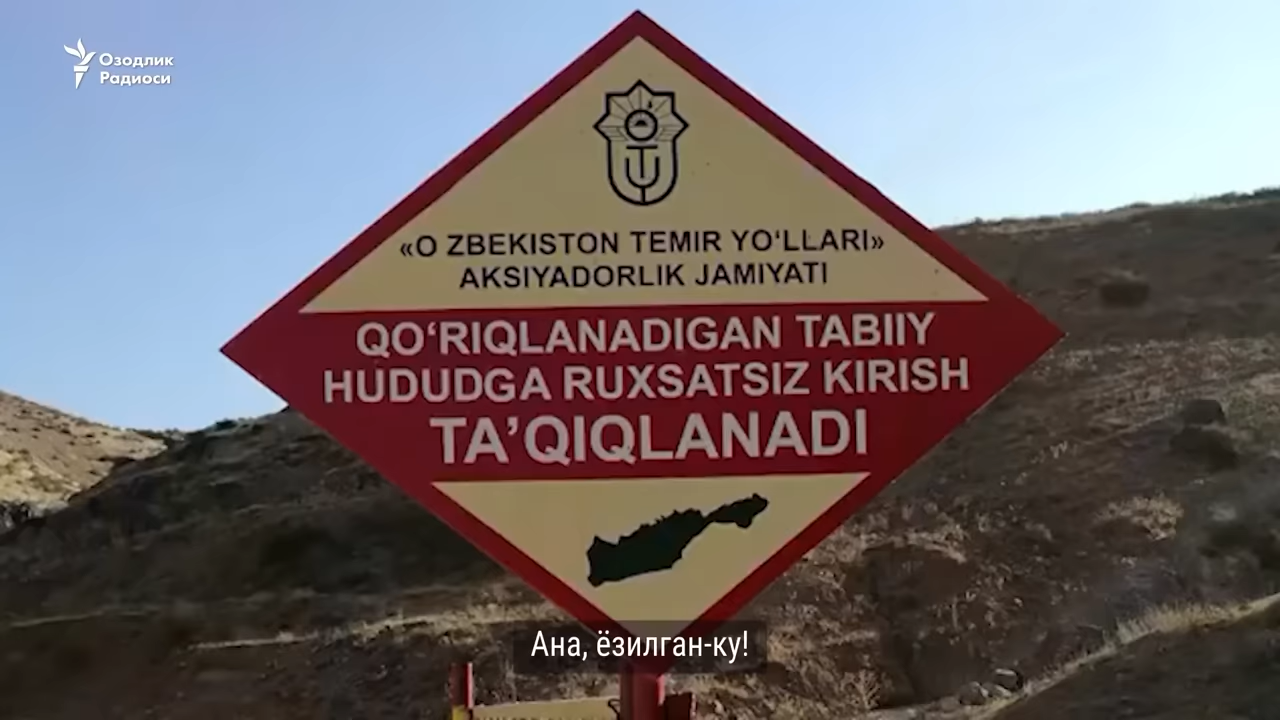 Озодлик
Радиоси
«O ZBEKISTON TEMIR YO‘LLARI»
AKSIYADORLIK JAMIYATI
QO‘RIQLANADIGAN TABIIY
HUDUDGA RUXSATSIZ KIRISH
TA’QIQLANADI
Ана, ёзилган-ку!